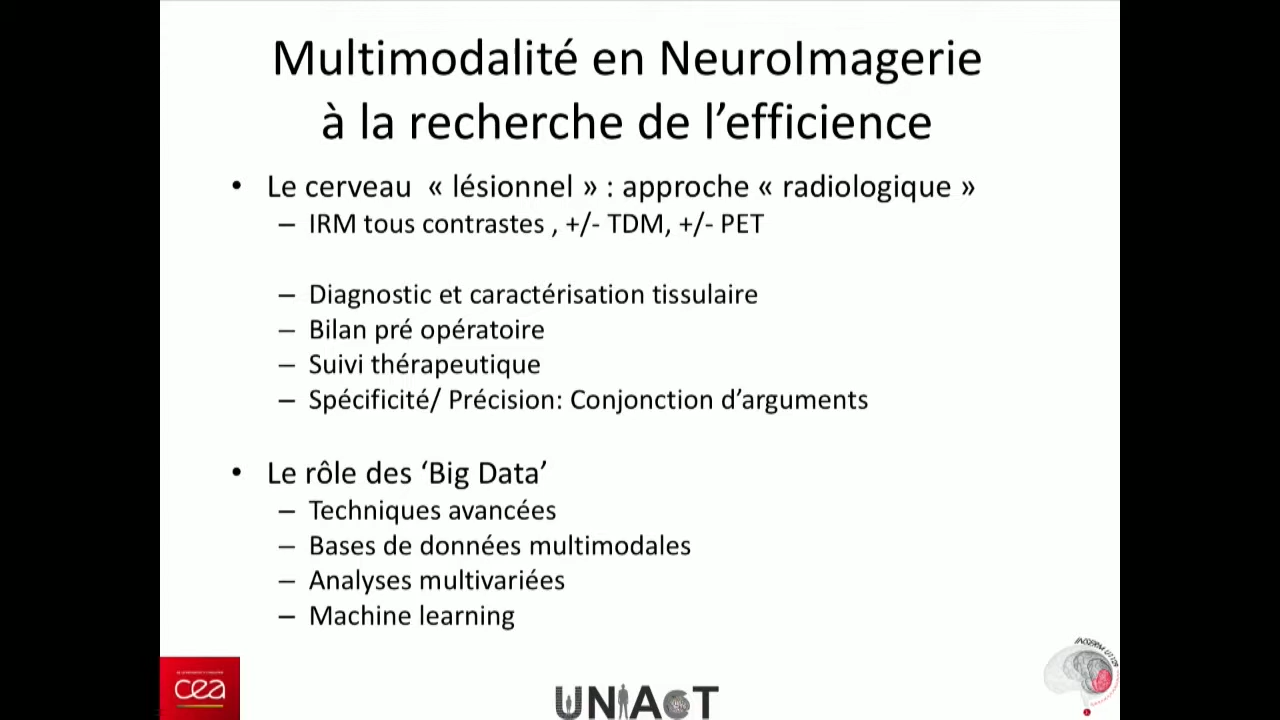 Multimodalité en NeuroImagerie
à la recherche de l’efficience
• Le cerveau « lésionnel » : approche « radiologique »
– IRM tous contrastes , +/- TDM, +/- PET
– Diagnostic et caractérisation tissulaire
– Bilan pré opératoire
– Suivi thérapeutique
– Spécificité/ Précision: Conjonction d’arguments
• Le rôle des ‘Big Data’
– Techniques avancées
– Bases de données multimodales
– Analyses multivariées
– Machine learning
cea
UNIACT
INSERM U1129